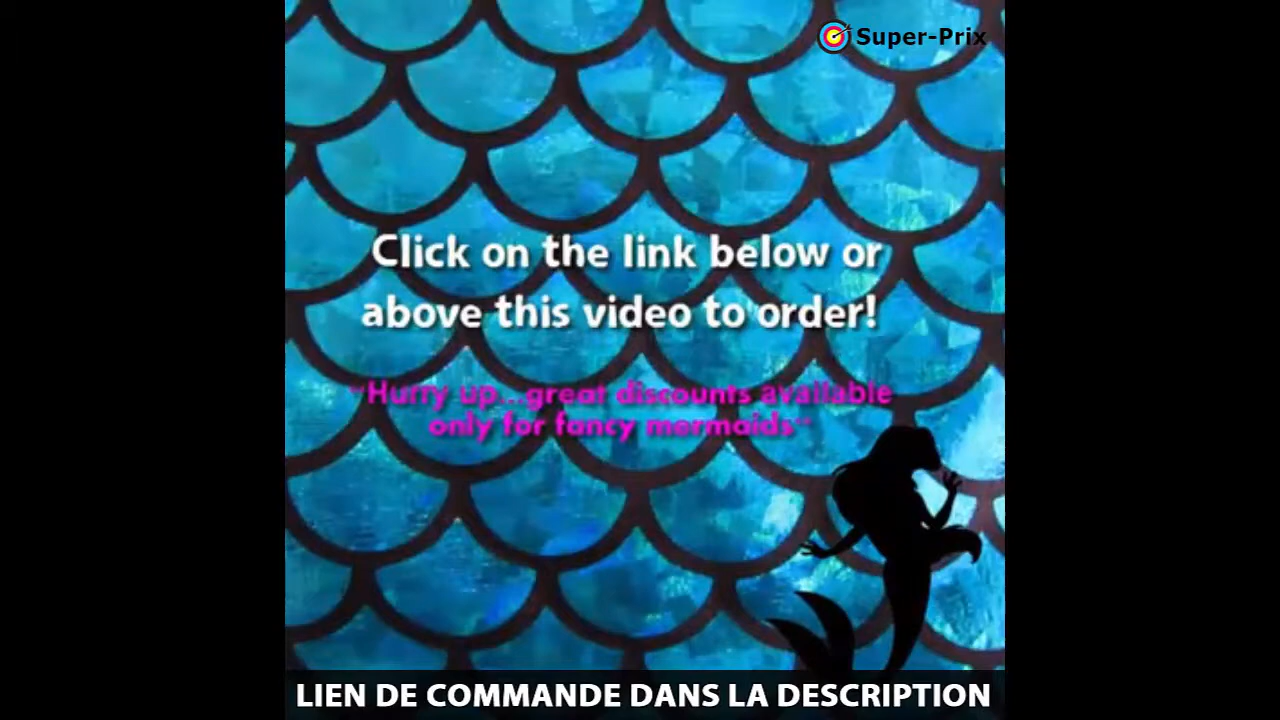 Super-Prix
Click on the link below or
above this video to order!
~Hurry up...great discounts available
only for fancy mermaids~
LIEN DE COMMANDE DANS LA DESCRIPTION